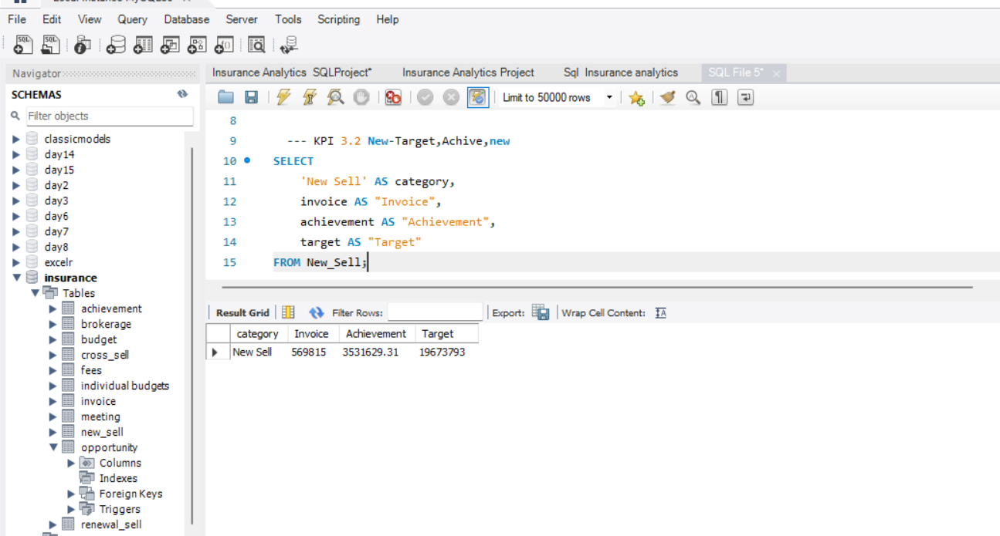 File Edit View Query Database Server Tools Scripting Help
Navigator
SCHEMAS
Filter objects
classicmodels
day14
day15
day2
day3
day6
day7
day8
excelr
insurance
Tables
achievement
brokerage
budget
cross_sell
fees
individual budgets
invoice
meeting
new_sell
opportunity
Columns
Indexes
Foreign Keys
Triggers
renewal_sell
Insurance Analytics SQLProject* Insurance Analytics Project Sql Insurance analytics SQL File 5*
Limit to 50000 rows
8
9 --- KPI 3.2 New-Target,Achive,new
10 SELECT
11 'New Sell' AS category,
12 invoice AS "Invoice",
13 achievement AS "Achievement",
14 target AS "Target"
15 FROM New_Sell;
Result Grid Filter Rows: Export: Wrap Cell Content:
category Invoice Achievement Target
New Sell 569815 3531629.31 19673793